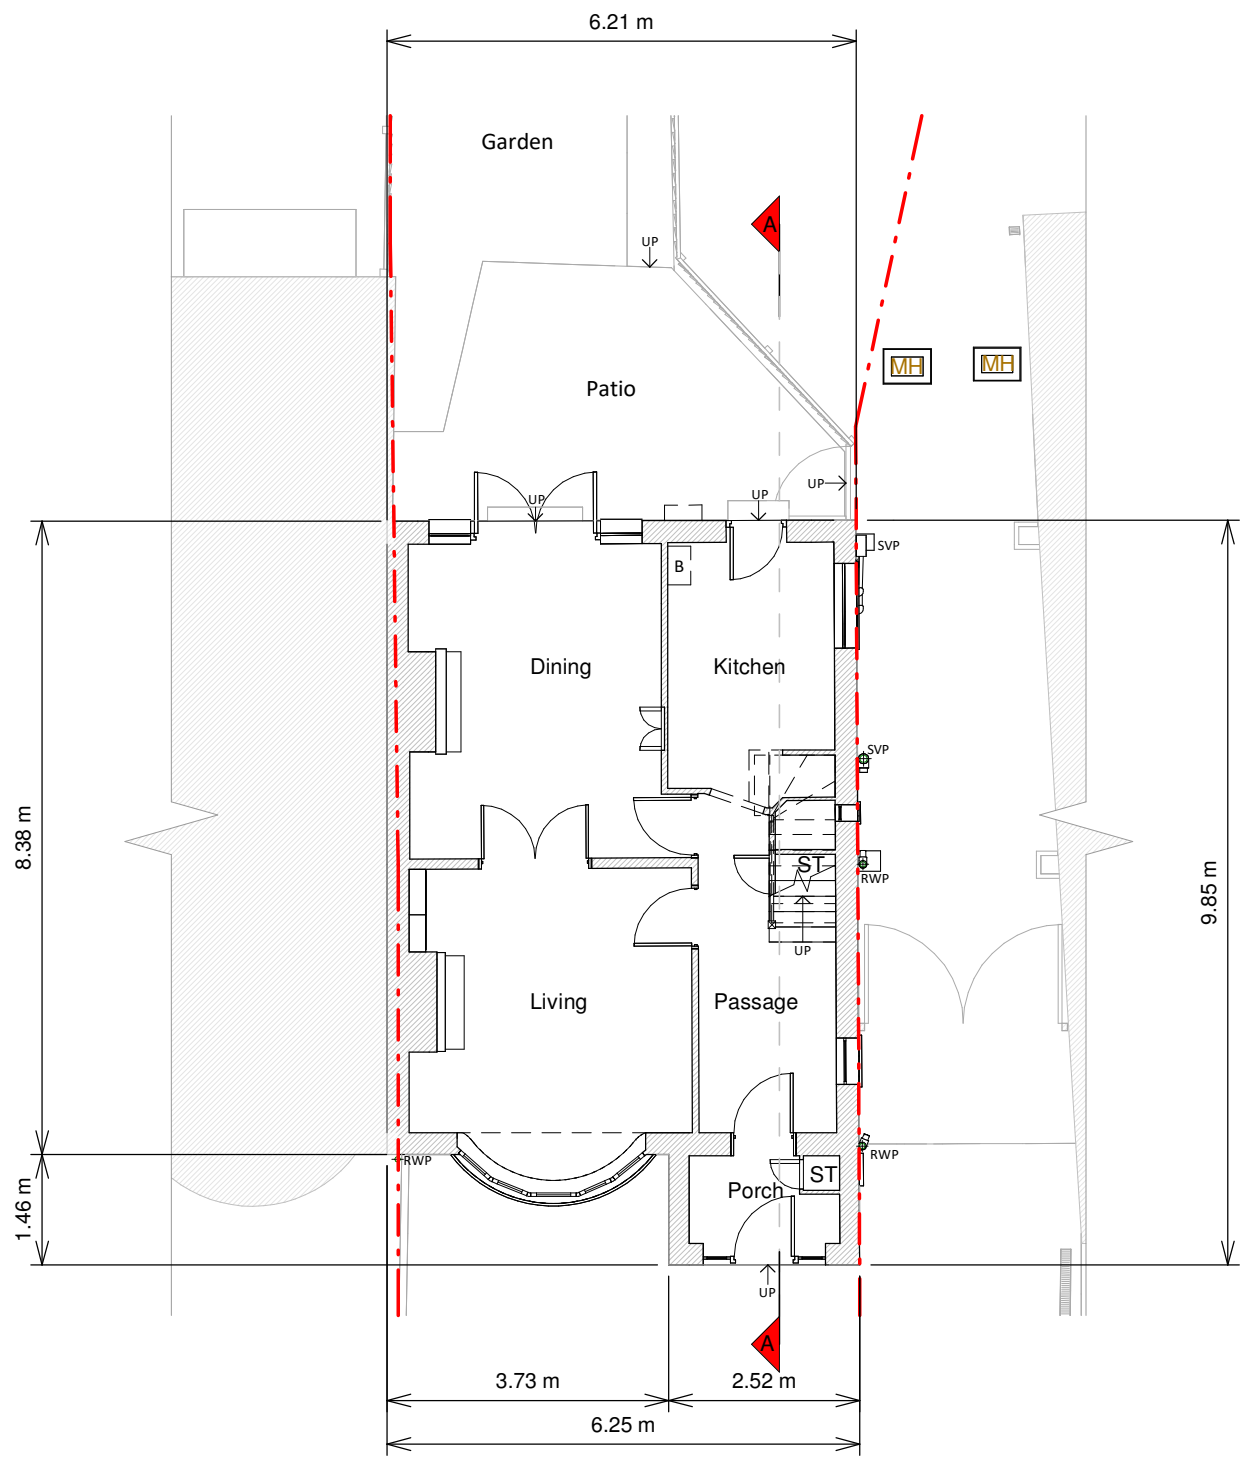 6.21 m
Garden
A
UP
MH
MH
Patio
UP
UP
UP
SVP
B
Dining
Kitchen
SVP
8.38 m
ST
RWP
9.85 m
UP
Living
Passage
RWP
RWP
ST
Porch
1.46 m
UP
A
3.73 m
2.52 m
6.25 m